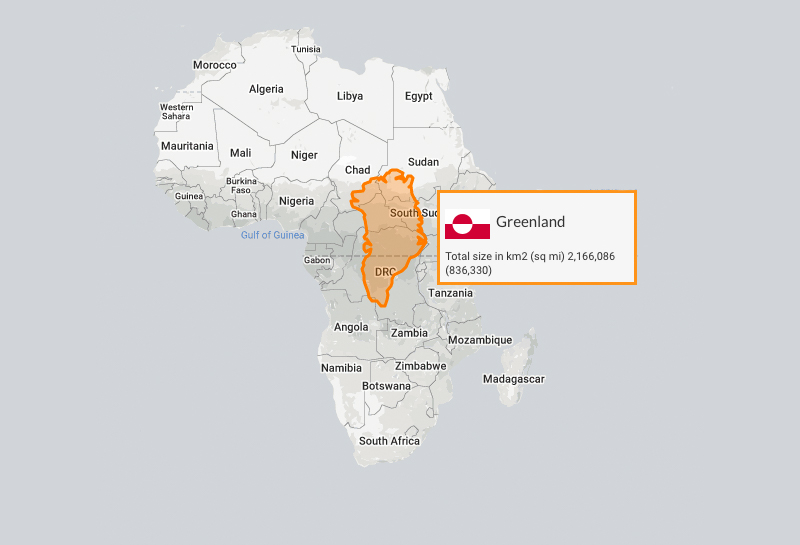 Tunisia
Morocco
Algeria
Libya
Egypt
Western
Sahara
Mauritania
Mali
Niger
Chad
Sudan
Burkina
Faso
Guinea
Nigeria
Ghana
South Su
Gulf of Guinea
Gabon
DRC
Tanzania
Angola
Zambia
Mozambique
Namibia
Zimbabwe
Botswana
Madagascar
South Africa
Greenland
Total size in km2 (sq mi) 2,166,086
(836,330)